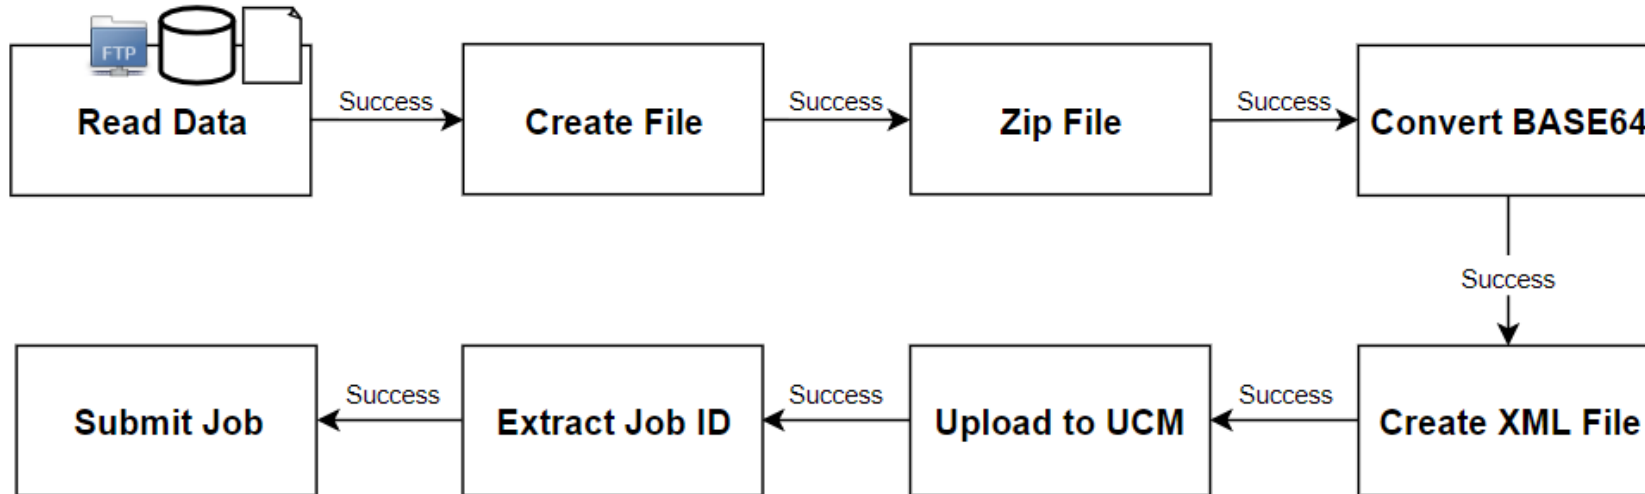 FTP
Read Data
Success
Create File
Success
Zip File
Success
Convert BASE64
Success
Submit Job
Success
Extract Job ID
Success
Upload to UCM
Success
Create XML File